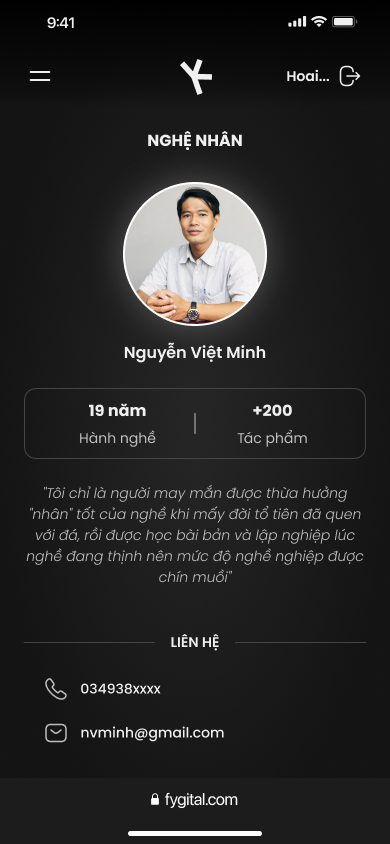 9:41
Hoai...
NGHỆ NHÂN
Nguyễn Việt Minh
19 năm
Hành nghề
+200
Tác phẩm
"Tôi chỉ là người may mắn được thừa hưởng
"nhân" tốt của nghề khi mấy đời tổ tiên đã quen
với đá, rồi được học bài bản và lập nghiệp lúc
nghề đang thịnh nên mức độ nghề nghiệp được
chín muồi"
LIÊN HỆ
034938xxxx
nvminh@gmail.com
fygital.com